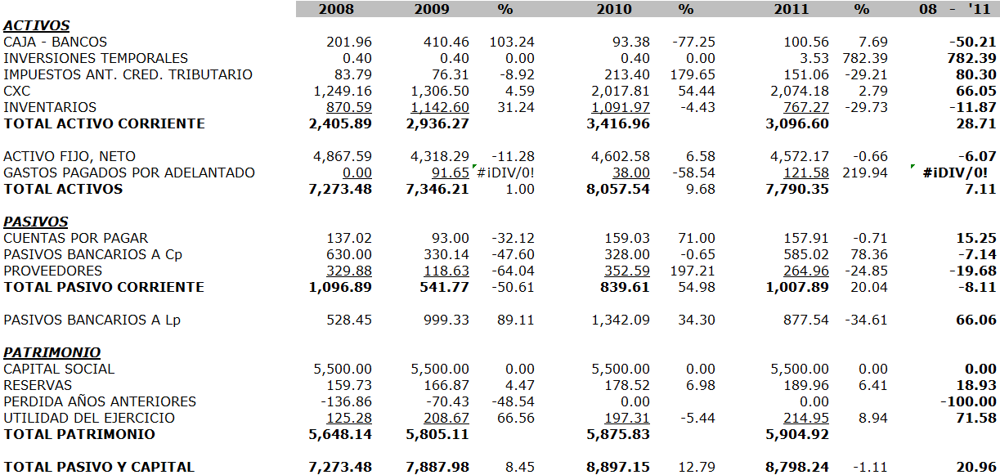 2008 2009 % 2010 % 2011 % 08 - '11
ACTIVOS
CAJA - BANCOS 201.96 410.46 103.24 93.38 -77.25 100.56 7.69 -50.21
INVERSIONES TEMPORALES 0.40 0.40 0.00 0.40 0.00 3.53 782.39 782.39
IMPUESTOS ANT. CRED. TRIBUTARIO 83.79 76.31 -8.92 213.40 179.65 151.06 -29.21 80.30
CXC 1,249.16 1,306.50 4.59 2,017.81 54.44 2,074.18 2.79 66.05
INVENTARIOS 870.59 1,142.60 31.24 1,091.97 -4.43 767.27 -29.73 -11.87
TOTAL ACTIVO CORRIENTE 2,405.89 2,936.27 3,416.96 3,096.60 28.71
ACTIVO FIJO, NETO 4,867.59 4,318.29 -11.28 4,602.58 6.58 4,572.17 -0.66 -6.07
GASTOS PAGADOS POR ADELANTADO 0.00 91.65 #¡DIV/0! 38.00 -58.54 121.58 219.94 #¡DIV/0!
TOTAL ACTIVOS 7,273.48 7,346.21 1.00 8,057.54 9.68 7,790.35 7.11
PASIVOS
CUENTAS POR PAGAR 137.02 93.00 -32.12 159.03 71.00 157.91 -0.71 15.25
PASIVOS BANCARIOS A Cp 630.00 330.14 -47.60 328.00 -0.65 585.02 78.36 -7.14
PROVEEDORES 329.88 118.63 -64.04 352.59 197.21 264.96 -24.85 -19.68
TOTAL PASIVO CORRIENTE 1,096.89 541.77 -50.61 839.61 54.98 1,007.89 20.04 -8.11
PASIVOS BANCARIOS A Lp 528.45 999.33 89.11 1,342.09 34.30 877.54 -34.61 66.06
PATRIMONIO
CAPITAL SOCIAL 5,500.00 5,500.00 0.00 5,500.00 0.00 5,500.00 0.00 0.00
RESERVAS 159.73 166.87 4.47 178.52 6.98 189.96 6.41 18.93
PERDIDA AÑOS ANTERIORES -136.86 -70.43 -48.54 0.00 0.00 -100.00
UTILIDAD DEL EJERCICIO 125.28 208.67 66.56 197.31 -5.44 214.95 8.94 71.58
TOTAL PATRIMONIO 5,648.14 5,805.11 5,875.83 5,904.92
TOTAL PASIVO Y CAPITAL 7,273.48 7,887.98 8.45 8,897.15 12.79 8,798.24 -1.11 20.96